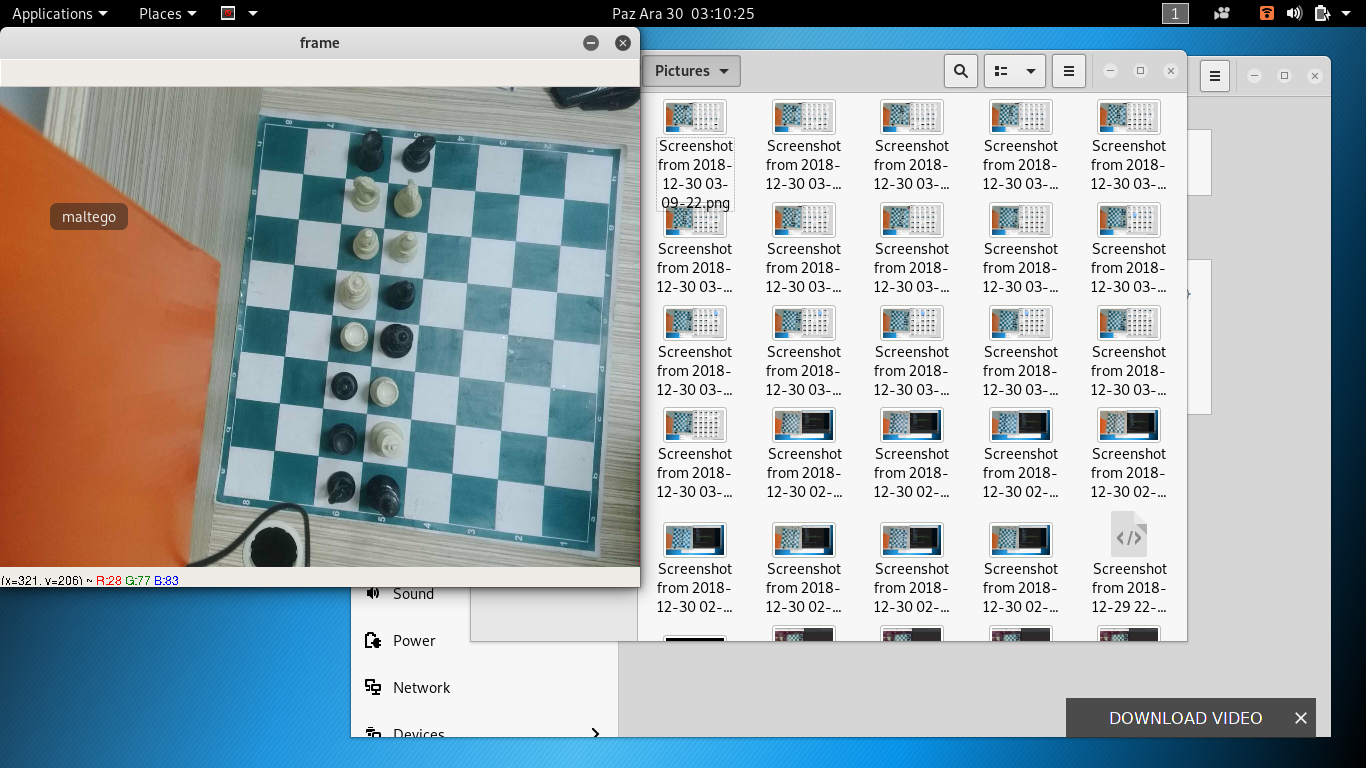 Applications
Places
Paz Ara 30 03:10:25
1
frame
maltego
(x=321, y=206) ~ R:28 G:77 B:83
Pictures
Screenshot
from 2018-
12-30 03-
09-22.png
Screenshot
from 2018-
12-30 03-...
Screenshot
from 2018-
12-30 03-...
Screenshot
from 2018-
12-30 03-...
Screenshot
from 2018-
12-30 03-...
Screenshot
from 2018-
12-30 03-...
Screenshot
from 2018-
12-30 03-...
Screenshot
from 2018-
12-30 03-...
Screenshot
from 2018-
12-30 03-...
Screenshot
from 2018-
12-30 03-...
Screenshot
from 2018-
12-30 03-...
Screenshot
from 2018-
12-30 03-...
Screenshot
from 2018-
12-30 03-...
Screenshot
from 2018-
12-30 03-...
Screenshot
from 2018-
12-30 03-...
Screenshot
from 2018-
12-30 03-...
Screenshot
from 2018-
12-30 02-...
Screenshot
from 2018-
12-30 02-...
Screenshot
from 2018-
12-30 02-...
Screenshot
from 2018-
12-30 02-...
Screenshot
from 2018-
12-30 02-...
Screenshot
from 2018-
12-30 02-...
Screenshot
from 2018-
12-30 02-...
Screenshot
from 2018-
12-30 02-...
Screenshot
from 2018-
12-29 22-...
Sound
Power
Network
Devices
DOWNLOAD VIDEO